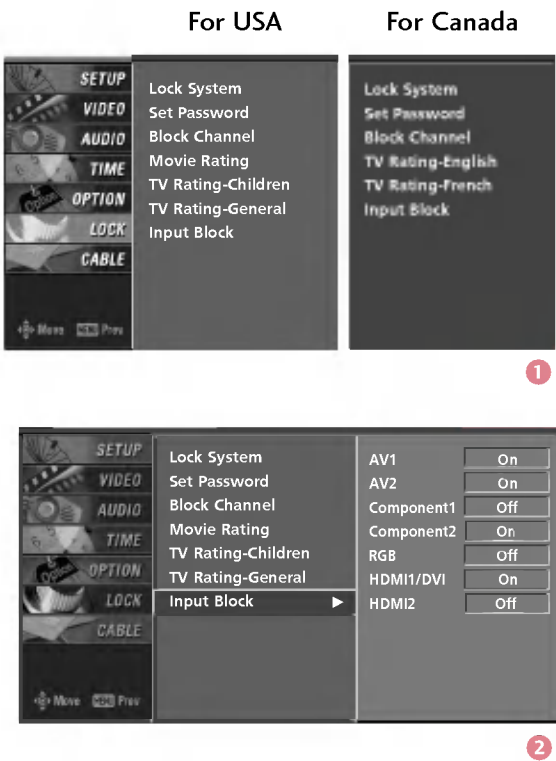 For USA
For Canada
SETUP
VIDEO
AUDIO
TIME
OPTION
LOCK
CABLE
Move MENU Prev
Lock System
Set Password
Block Channel
Movie Rating
TV Rating-Children
TV Rating-General
Input Block
Lock System
Set Password
Block Channel
TV Rating-English
TV Rating-French
Input Block
1
SETUP
VIDEO
AUDIO
TIME
OPTION
LOCK
CABLE
Move MENU Prev
Lock System
Set Password
Block Channel
Movie Rating
TV Rating-Children
TV Rating-General
Input Block ▶
AV1 On
AV2 On
Component1 Off
Component2 On
RGB Off
HDMI1/DVI On
HDMI2 Off
2